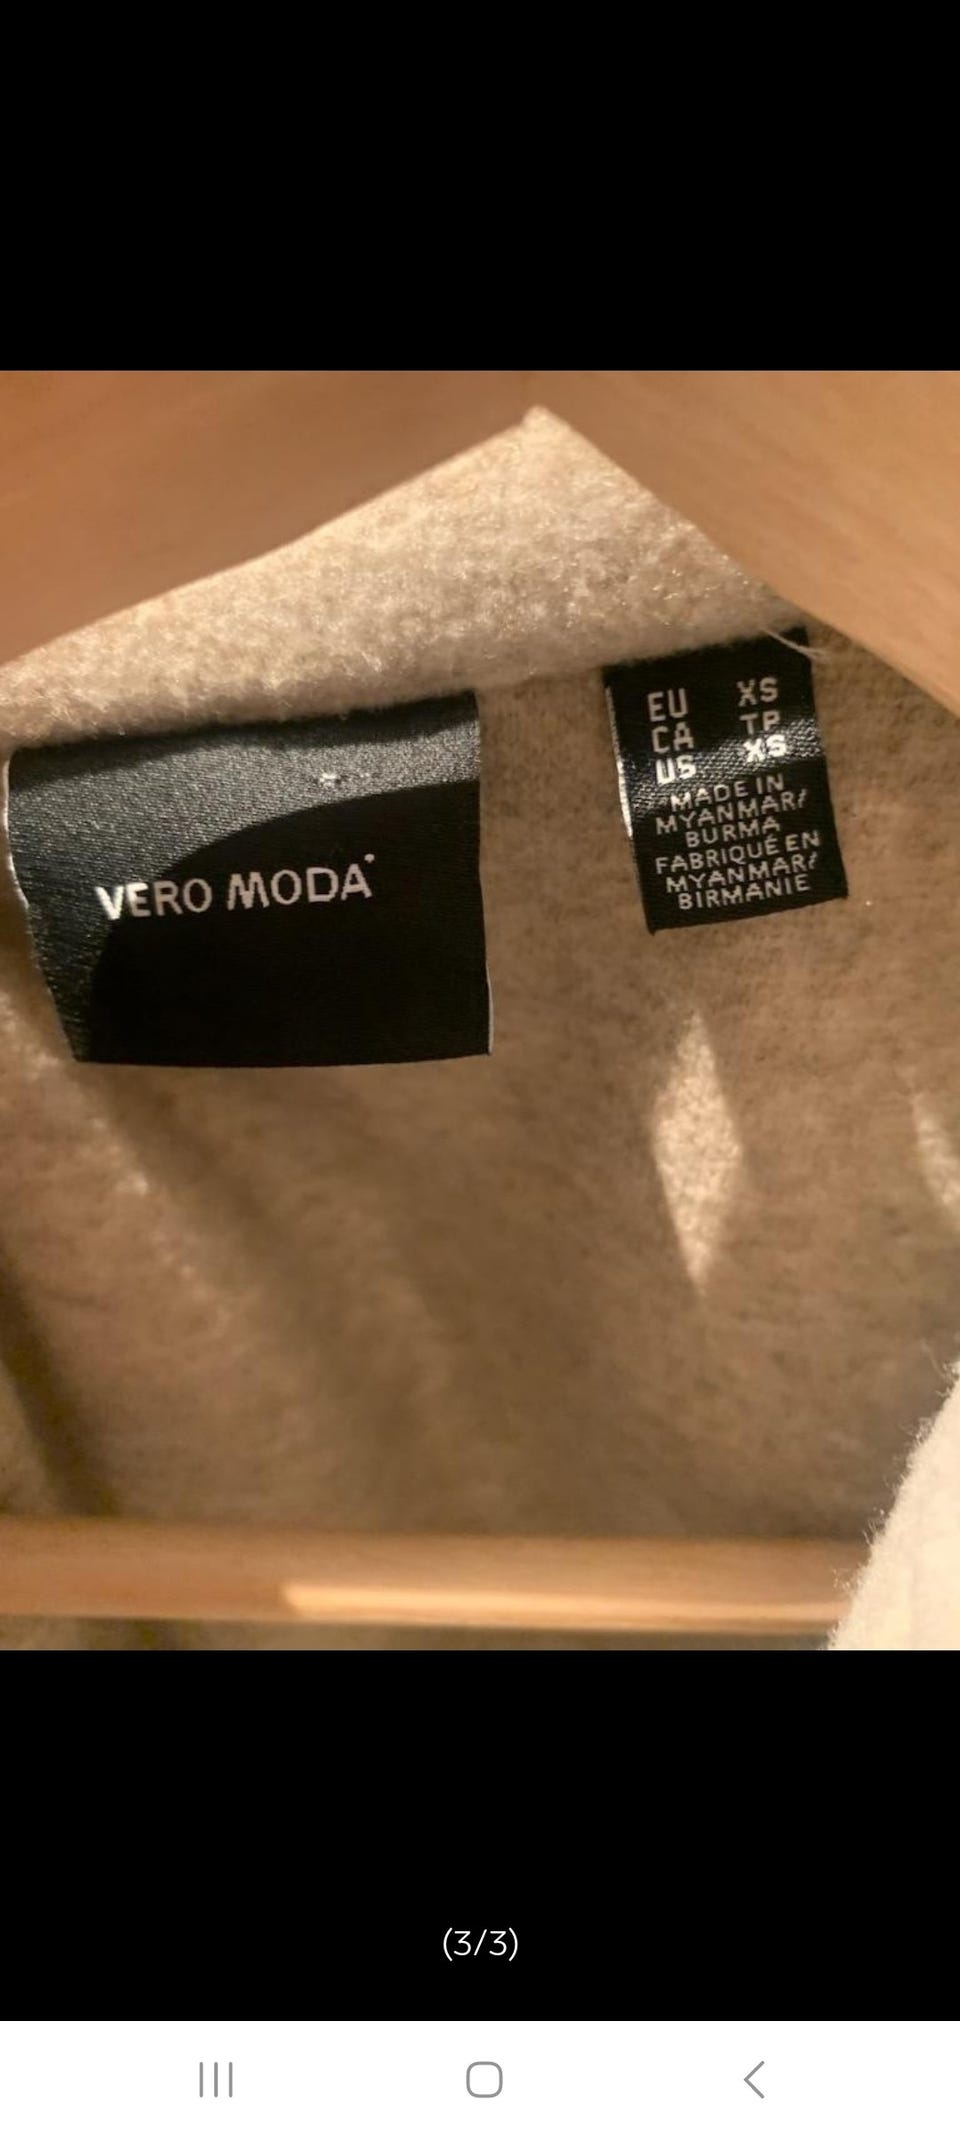 VERO MODA
EU XS
CA TP
US XS
MADE IN
MYANMAR/
BURMA
FABRIQUÉ EN
MYANMAR/
BIRMANIE
(3/3)